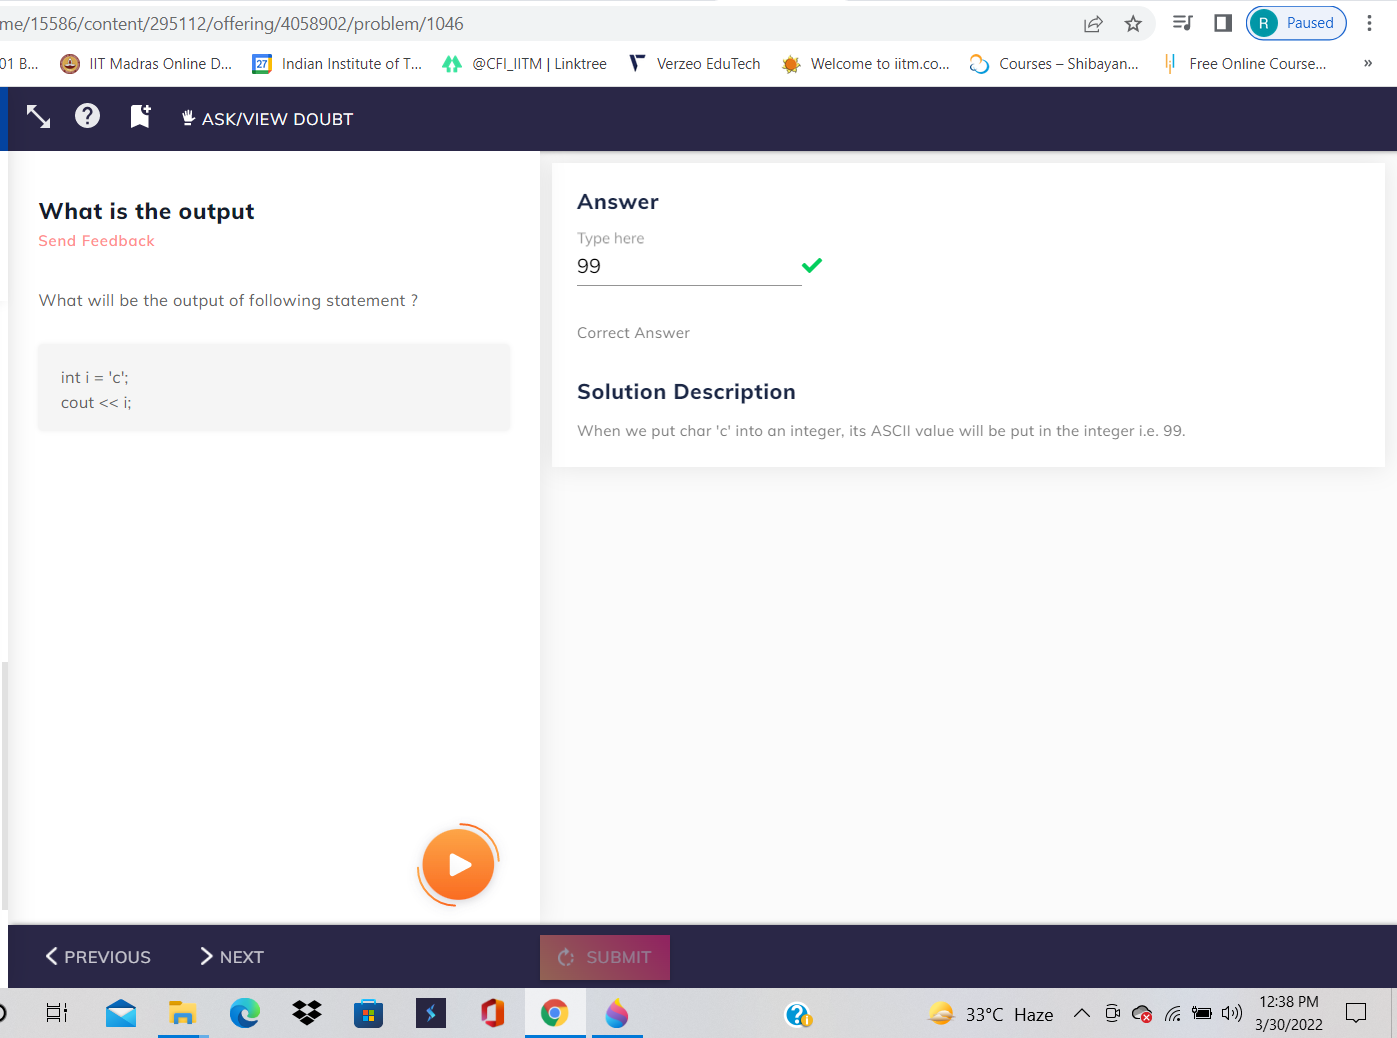 me/15586/content/295112/offering/4058902/problem/1046
R Paused
01 B... IIT Madras Online D... 27 Indian Institute of T... @CFI_IITM | Linktree Verzeo EduTech Welcome to iitm.co... Courses – Shibayan... Free Online Course... »
ASK/VIEW DOUBT
What is the output
Send Feedback
What will be the output of following statement ?
int i = 'c';
cout << i;
Answer
Type here
99
Correct Answer
Solution Description
When we put char 'c' into an integer, its ASCII value will be put in the integer i.e. 99.
PREVIOUS NEXT SUBMIT
33°C Haze
12:38 PM
3/30/2022